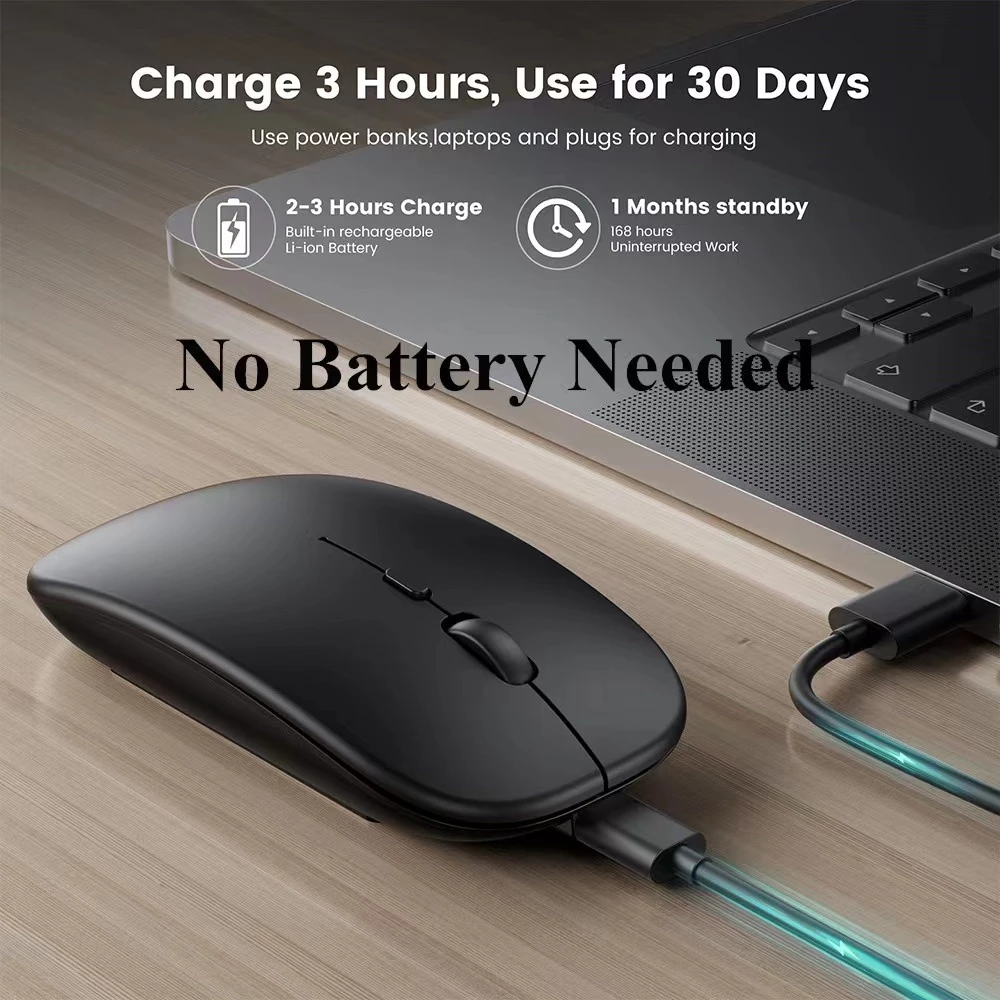 Charge 3 Hours, Use for 30 Days
Use power banks,laptops and plugs for charging
2-3 Hours Charge
Built-in rechargeable
Li-ion Battery
1 Months standby
168 hours
Uninterrupted Work
No Battery Needed